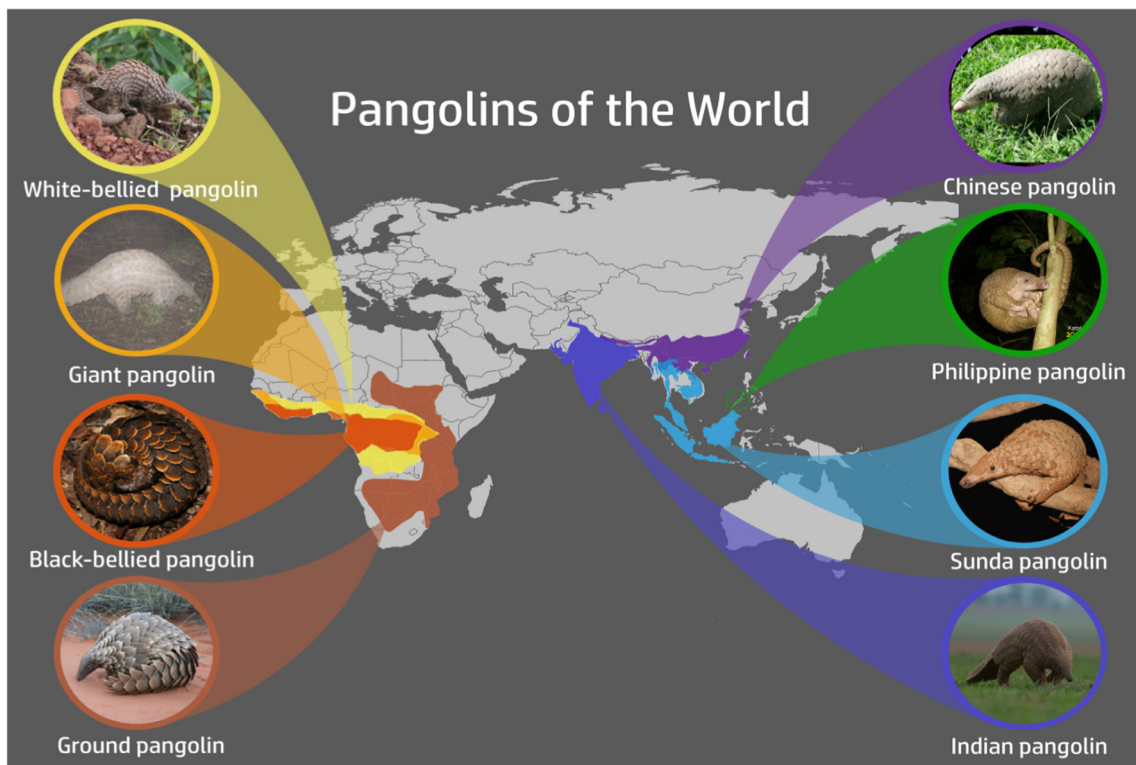 Pangolins of the World
White-bellied pangolin
Giant pangolin
Black-bellied pangolin
Ground pangolin
Chinese pangolin
Philippine pangolin
Sunda pangolin
Indian pangolin